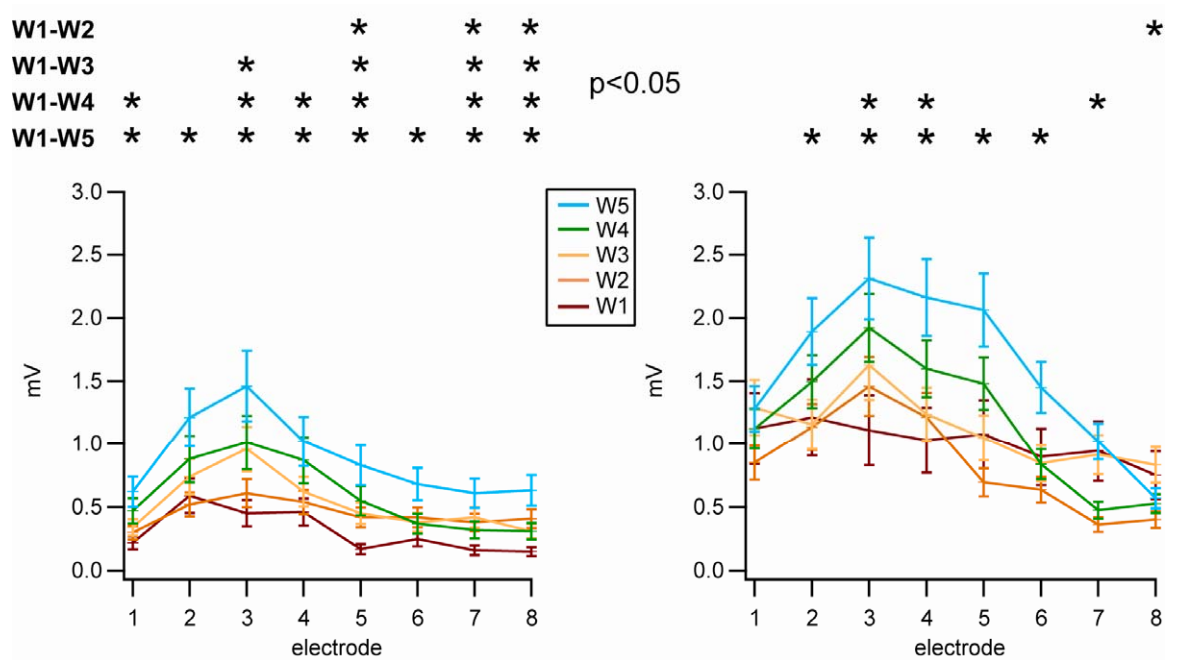 W1-W2 * * * *
W1-W3 * * * *
p<0.05
W1-W4 * * * * * * * * *
W1-W5 * * * * * * * * * * * * *
3.0 W5 3.0
W4
2.5 W3 2.5
W2
2.0 W1 2.0
mV 1.5 mV 1.5
1.0 1.0
0.5 0.5
0.0 0.0
1 2 3 4 5 6 7 8 1 2 3 4 5 6 7 8
electrode electrode